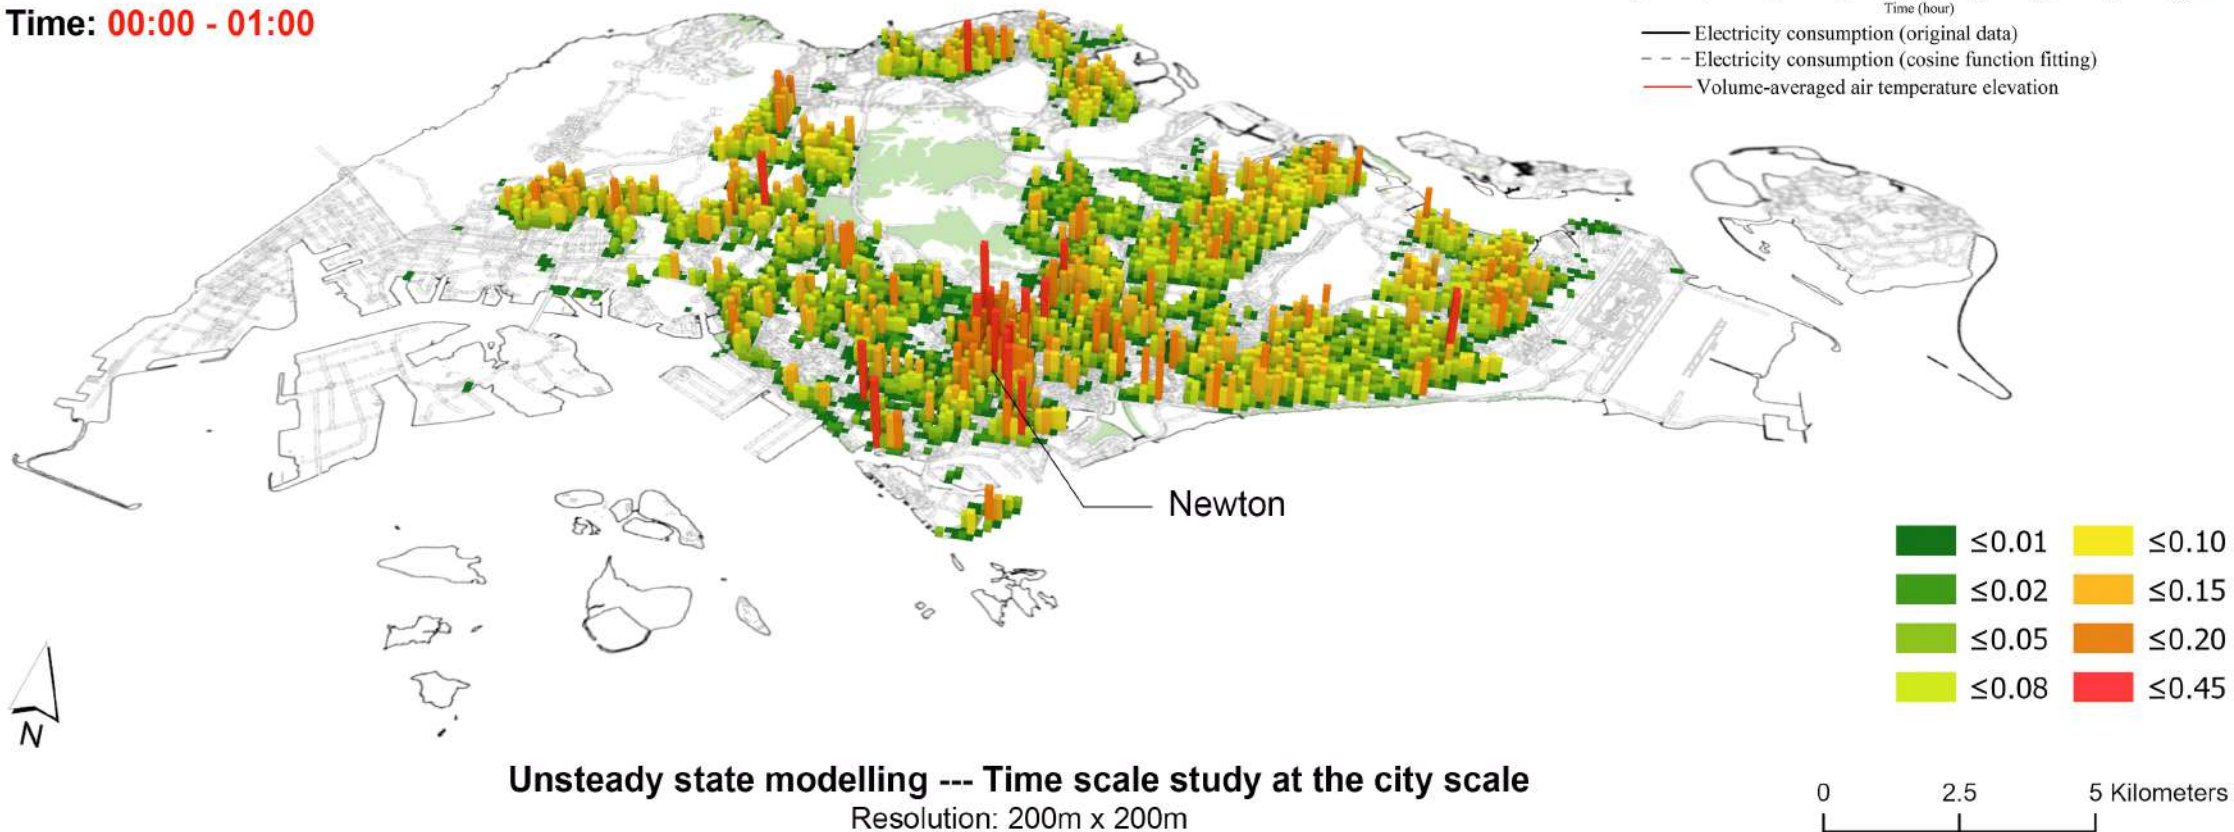 Time: 00:00 - 01:00
Time (hour)
Electricity consumption (original data)
Electricity consumption (cosine function fitting)
Volume-averaged air temperature elevation
Newton
≤0.01 ≤0.10
≤0.02 ≤0.15
≤0.05 ≤0.20
≤0.08 ≤0.45
N
Unsteady state modelling --- Time scale study at the city scale
Resolution: 200m x 200m
0 2.5 5 Kilometers